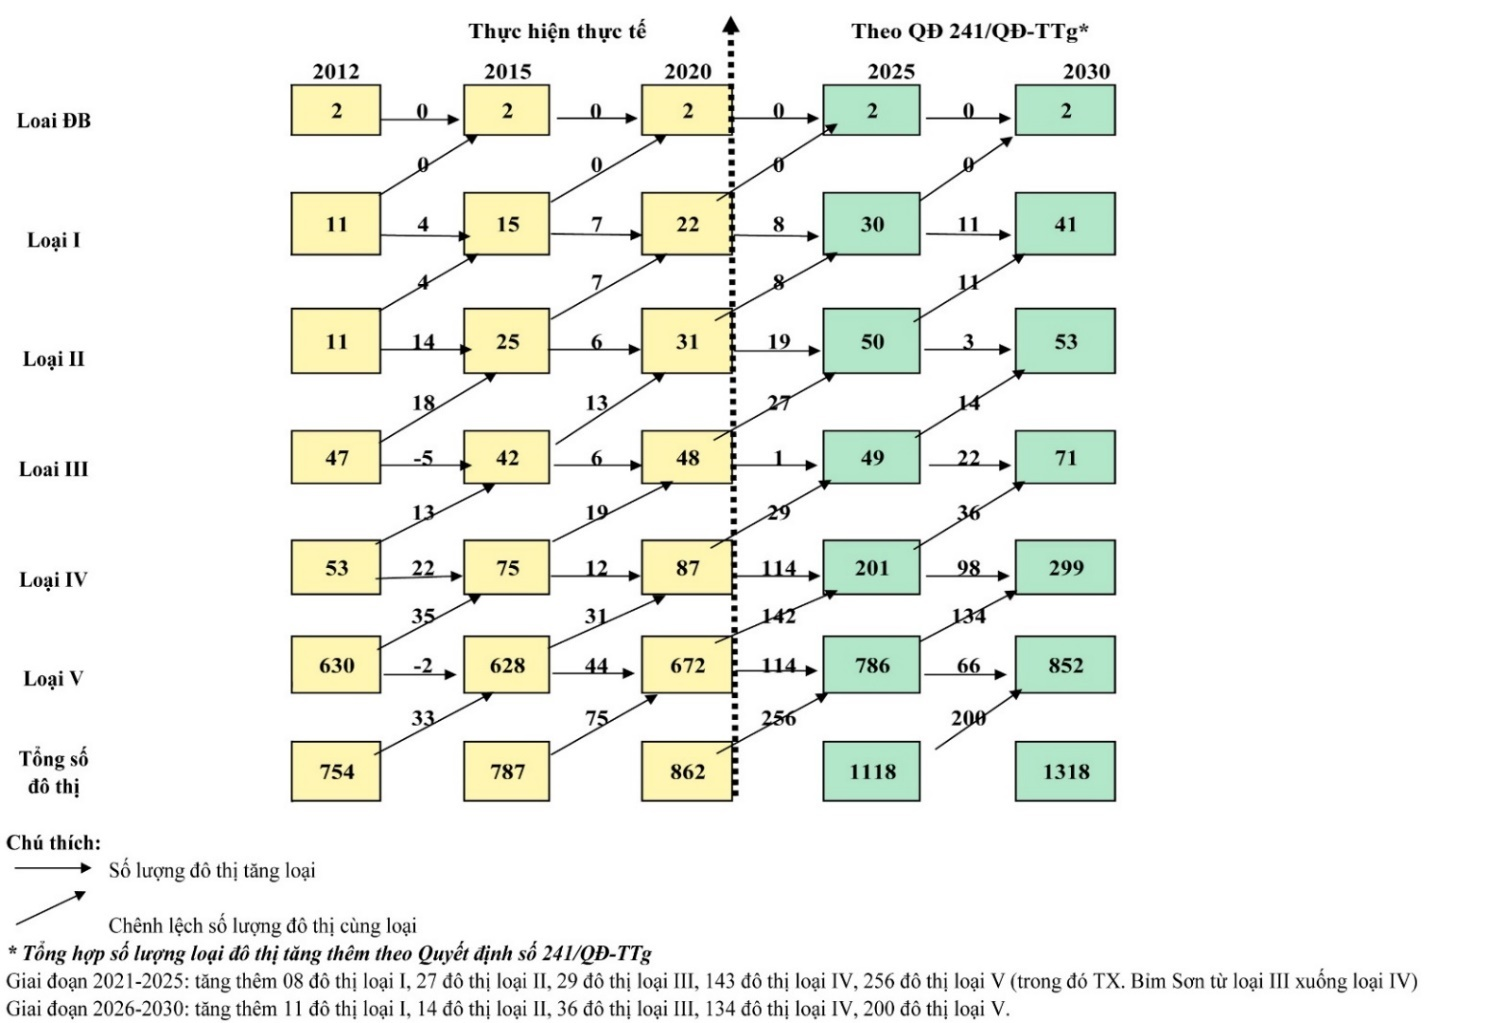 Thực hiện thực tế Theo QĐ 241/QĐ-TTg*
2012 2015 2020 2025 2030
Loai ĐB 2 0 2 0 2 0 2 0 2
0 0 0 0
Loại I 11 4 15 7 22 8 30 11 41
4 7 8 11
Loại II 11 14 25 6 31 19 50 3 53
18 13 27 14
Loai III 47 -5 42 6 48 1 49 22 71
13 19 29 36
Loại IV 53 22 75 12 87 114 201 98 299
35 31 142 134
Loại V 630 -2 628 44 672 114 786 66 852
33 75 256 200
Tổng số
đô thị 754 787 862 1118 1318
Chú thích:
Số lượng đô thị tăng loại
Chênh lệch số lượng đô thị cùng loại
* Tổng hợp số lượng loại đô thị tăng thêm theo Quyết định số 241/QĐ-TTg
Giai đoạn 2021-2025: tăng thêm 08 đô thị loại I, 27 đô thị loại II, 29 đô thị loại III, 143 đô thị loại IV, 256 đô thị loại V (trong đó TX. Bỉm Sơn từ loại III xuống loại IV)
Giai đoạn 2026-2030: tăng thêm 11 đô thị loại I, 14 đô thị loại II, 36 đô thị loại III, 134 đô thị loại IV, 200 đô thị loại V.